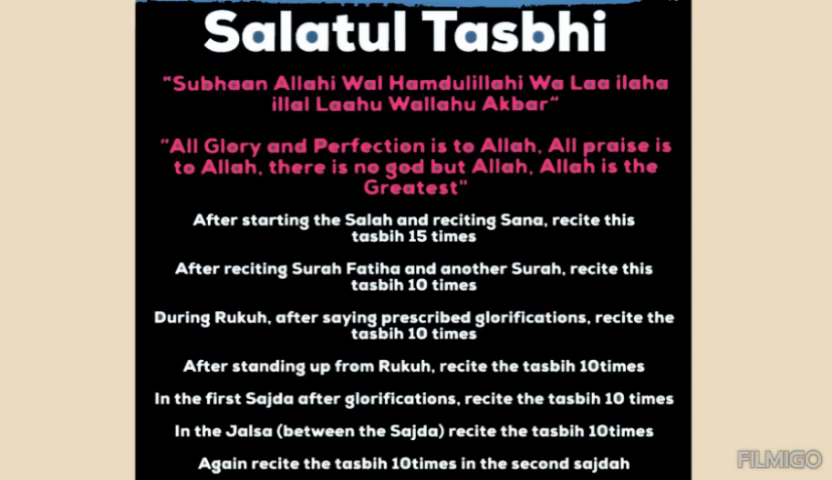 Salatul Tasbhi
"Subhaan Allahi Wal Hamdulillahi Wa Laa ilaha
illal Laahu Wallahu Akbar"
"All Glory and Perfection is to Allah, All praise is
to Allah, there is no god but Allah, Allah is the
Greatest"
After starting the Salah and reciting Sana, recite this
tasbih 15 times
After reciting Surah Fatiha and another Surah, recite this
tasbih 10 times
During Rukuh, after saying prescribed glorifications, recite the
tasbih 10 times
After standing up from Rukuh, recite the tasbih 10times
In the first Sajda after glorifications, recite the tasbih 10 times
In the Jalsa (between the Sajda) recite the tasbih 10times
Again recite the tasbih 10times in the second sajdah
FILMIGO